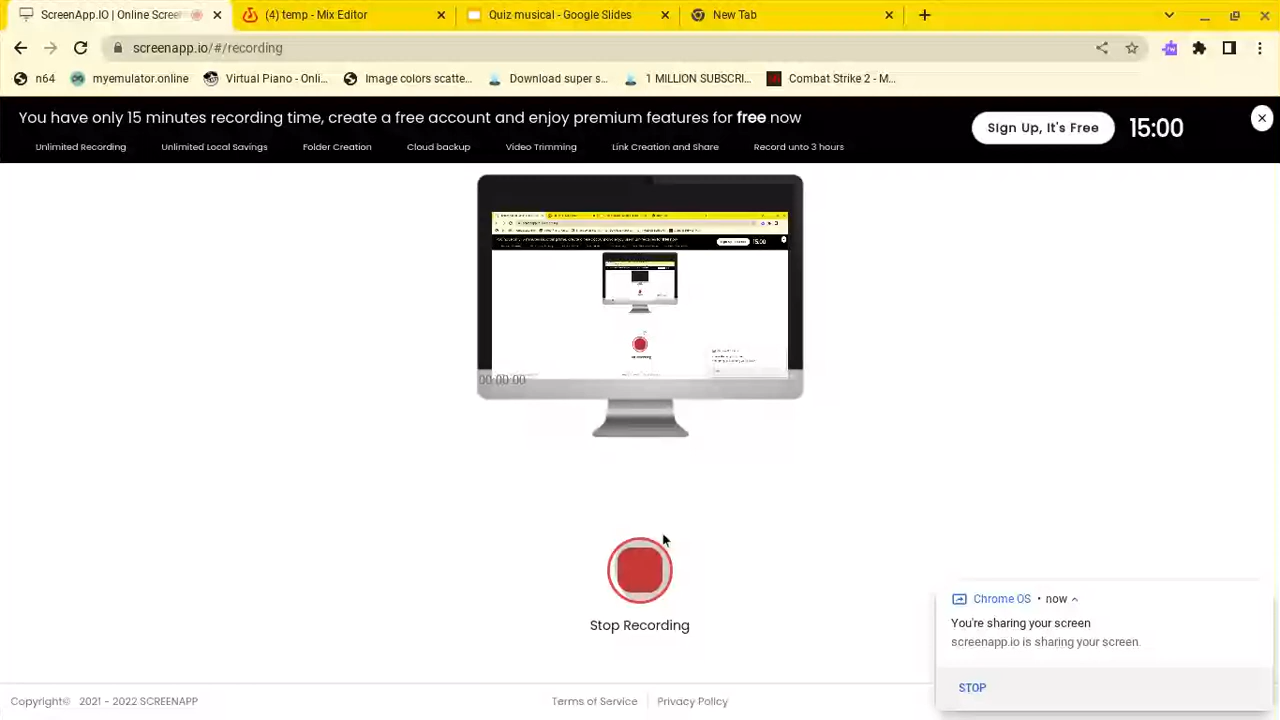 ScreenApp.IO | Online Scree
(4) temp - Mix Editor
Quiz musical - Google Slides
New Tab
screenapp.io/#/recording
n64
myemulator.online
Virtual Piano - Onli...
Image colors scatte...
Download super s...
1 MILLION SUBSCRI...
Combat Strike 2 - M...
You have only 15 minutes recording time, create a free account and enjoy premium features for free now
Sign Up, It's Free
15:00
Unlimited Recording
Unlimited Local Savings
Folder Creation
Cloud backup
Video Trimming
Link Creation and Share
Record unto 3 hours
15:00
00:00:00
Stop Recording
Chrome OS • now
You're sharing your screen
screenapp.io is sharing your screen.
STOP
Copyright© 2021 - 2022 SCREENAPP
Terms of Service
Privacy Policy